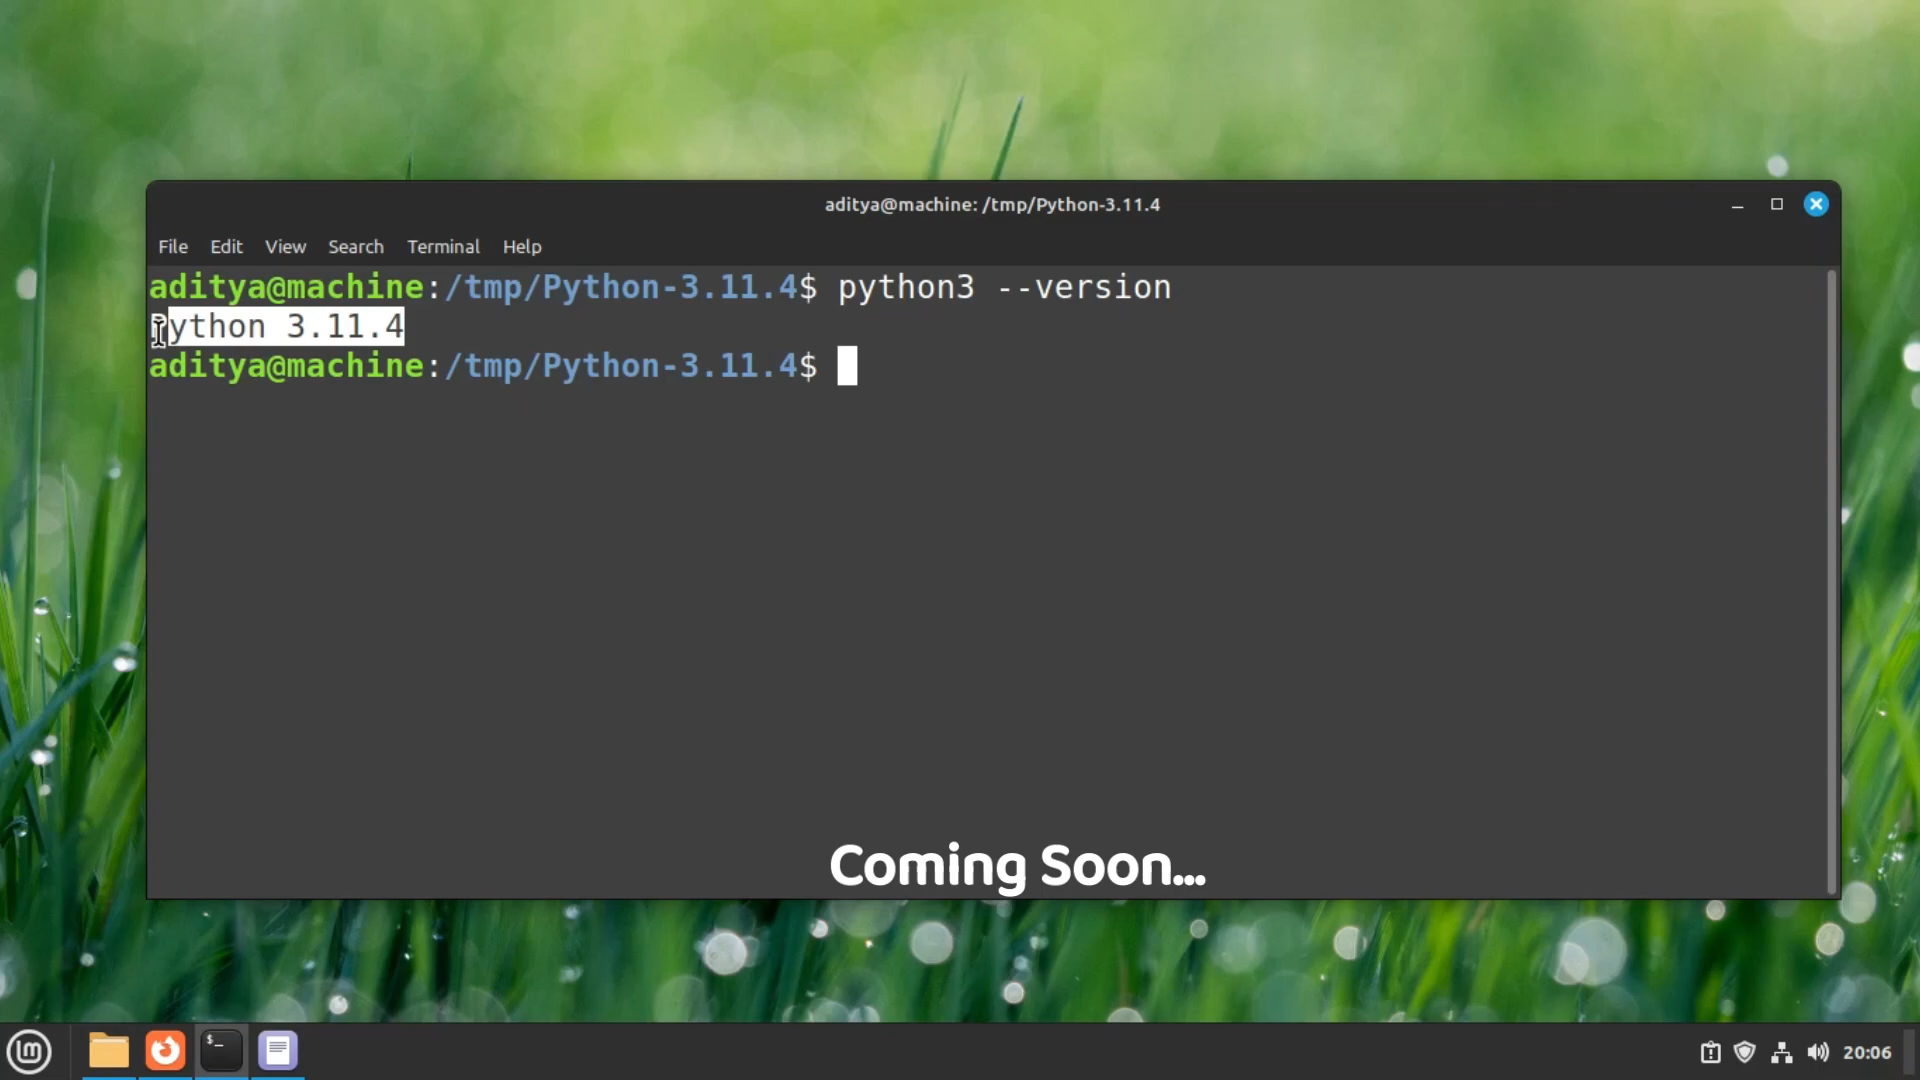 aditya@machine: /tmp/Python-3.11.4
File Edit View Search Terminal Help
aditya@machine:/tmp/Python-3.11.4$ python3 --version
Python 3.11.4
aditya@machine:/tmp/Python-3.11.4$
Coming Soon...
lm
$_
20:06